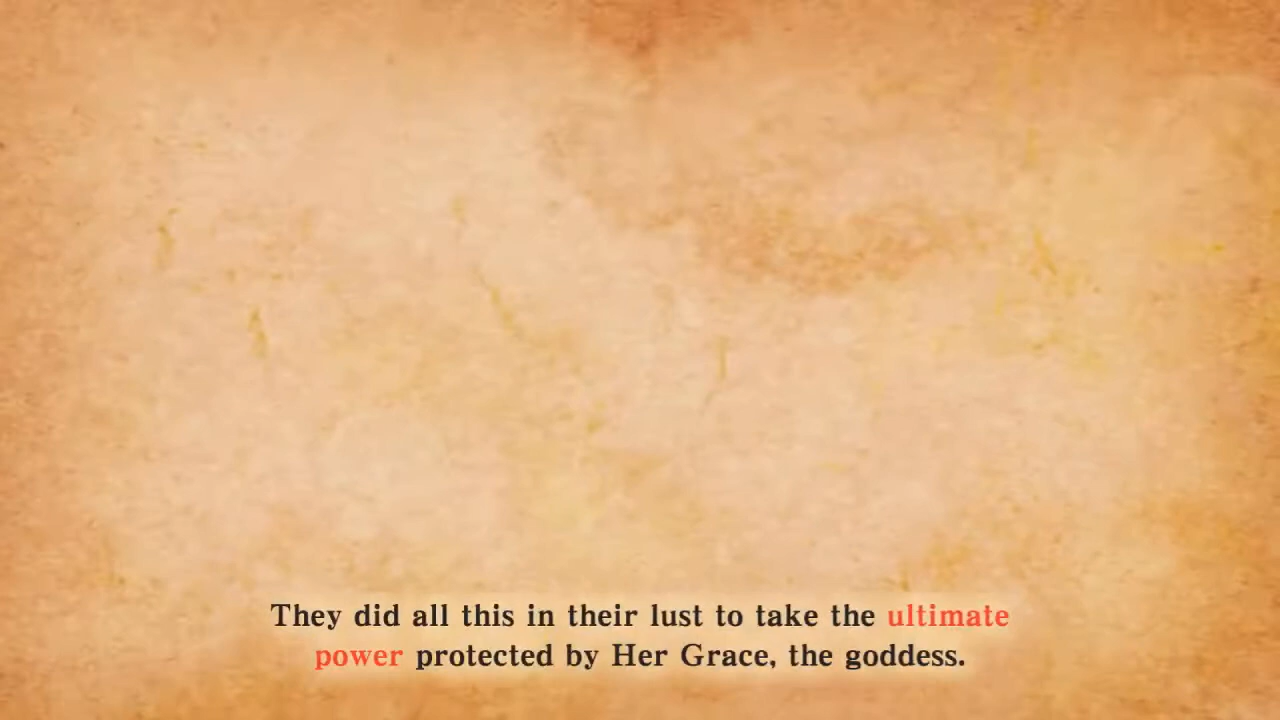 They did all this in their lust to take the ultimate
power protected by Her Grace, the goddess.